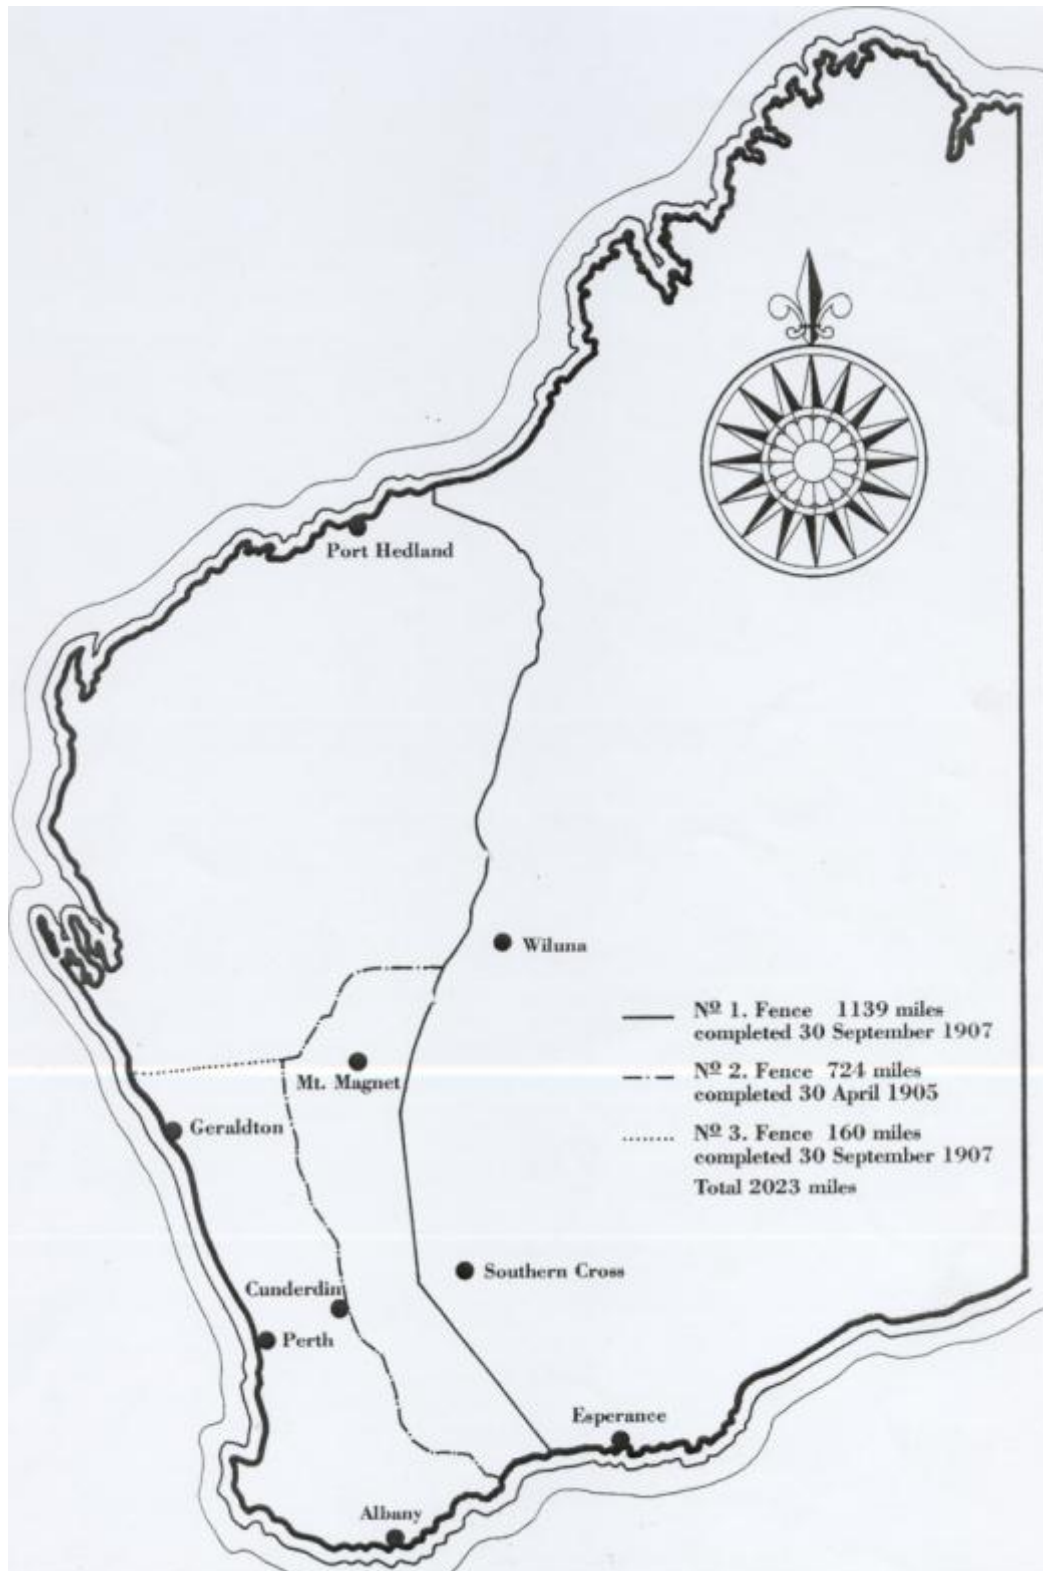 Port Hedland
Wiluna
Nº 1. Fence 1139 miles
completed 30 September 1907
Mt. Magnet
Nº 2. Fence 724 miles
completed 30 April 1905
Geraldton
Nº 3. Fence 160 miles
completed 30 September 1907
Total 2023 miles
Southern Cross
Cunderdin
Perth
Esperance
Albany